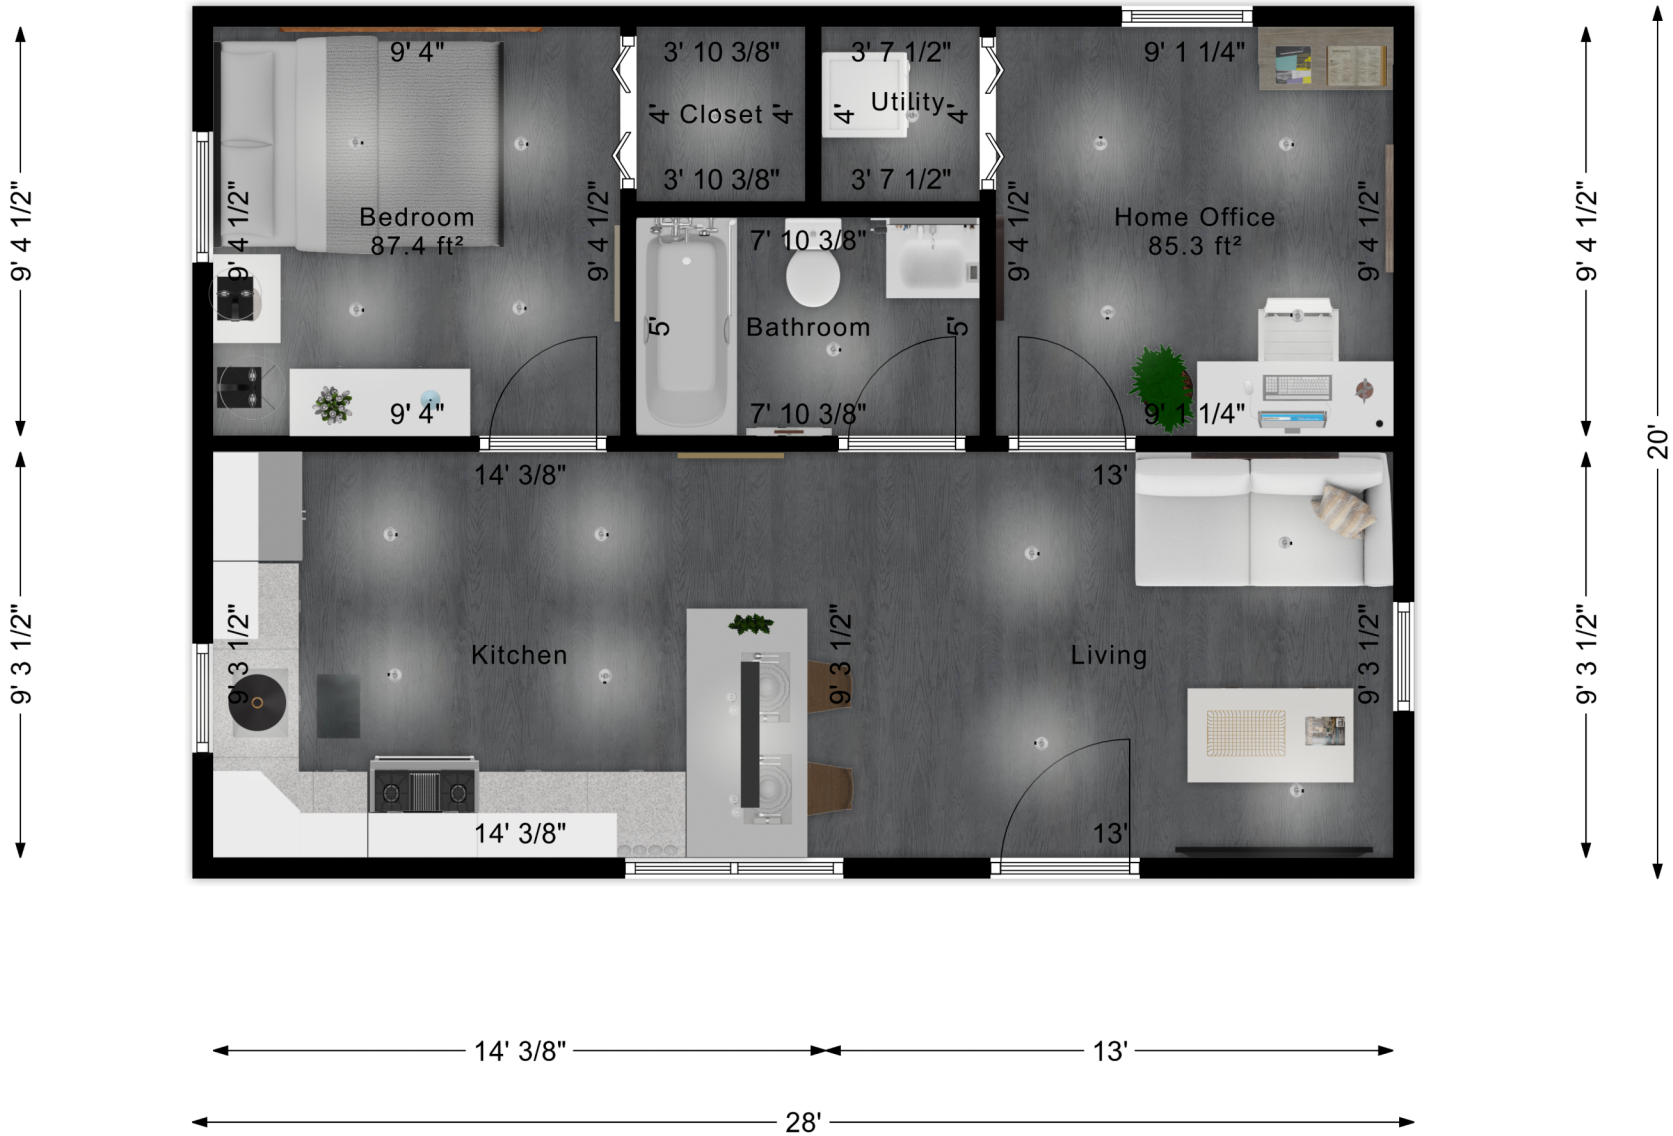 9' 4"
3' 10 3/8"
3' 7 1/2"
9' 1 1/4"
4'
Closet
4'
4'
Utility
4'
3' 10 3/8"
3' 7 1/2"
9' 4 1/2"
9' 4 1/2"
Bedroom
87.4 ft²
9' 4 1/2"
7' 10 3/8"
9' 4 1/2"
Home Office
85.3 ft²
9' 4 1/2"
9' 4 1/2"
5'
Bathroom
5'
9' 4"
7' 10 3/8"
9' 1 1/4"
20'
14' 3/8"
13'
9' 3 1/2"
9' 3 1/2"
Kitchen
9' 3 1/2"
Living
9' 3 1/2"
9' 3 1/2"
14' 3/8"
13'
14' 3/8"
13'
28'